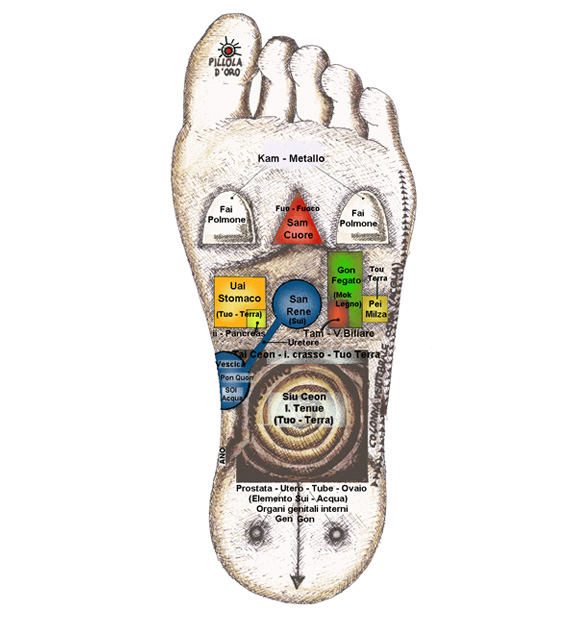 PILLOLA
D'ORO
Kam - Metallo
Fai
Polmone
Fuo - Fuoco
Sam
Cuore
Fai
Polmone
Uai
Stomaco
(Tuo - Terra)
ii - Pancreas
San
Rene
(Sui)
Uretere
Gon
Fegato
(Mok
Legno)
Tam - V.Biliare
Tou
Terra
Pei
Milza
Tai Ceon - i. crasso - Tuo Terra
Vescica
Pon Quon
SOI
Acqua
Siu Ceon
I. Tenue
(Tuo - Terra)
ANO
COLONNA
Prostata - Utero - Tube - Ovaio
(Elemento Sui - Acqua)
Organi genitali interni
Gen Gon